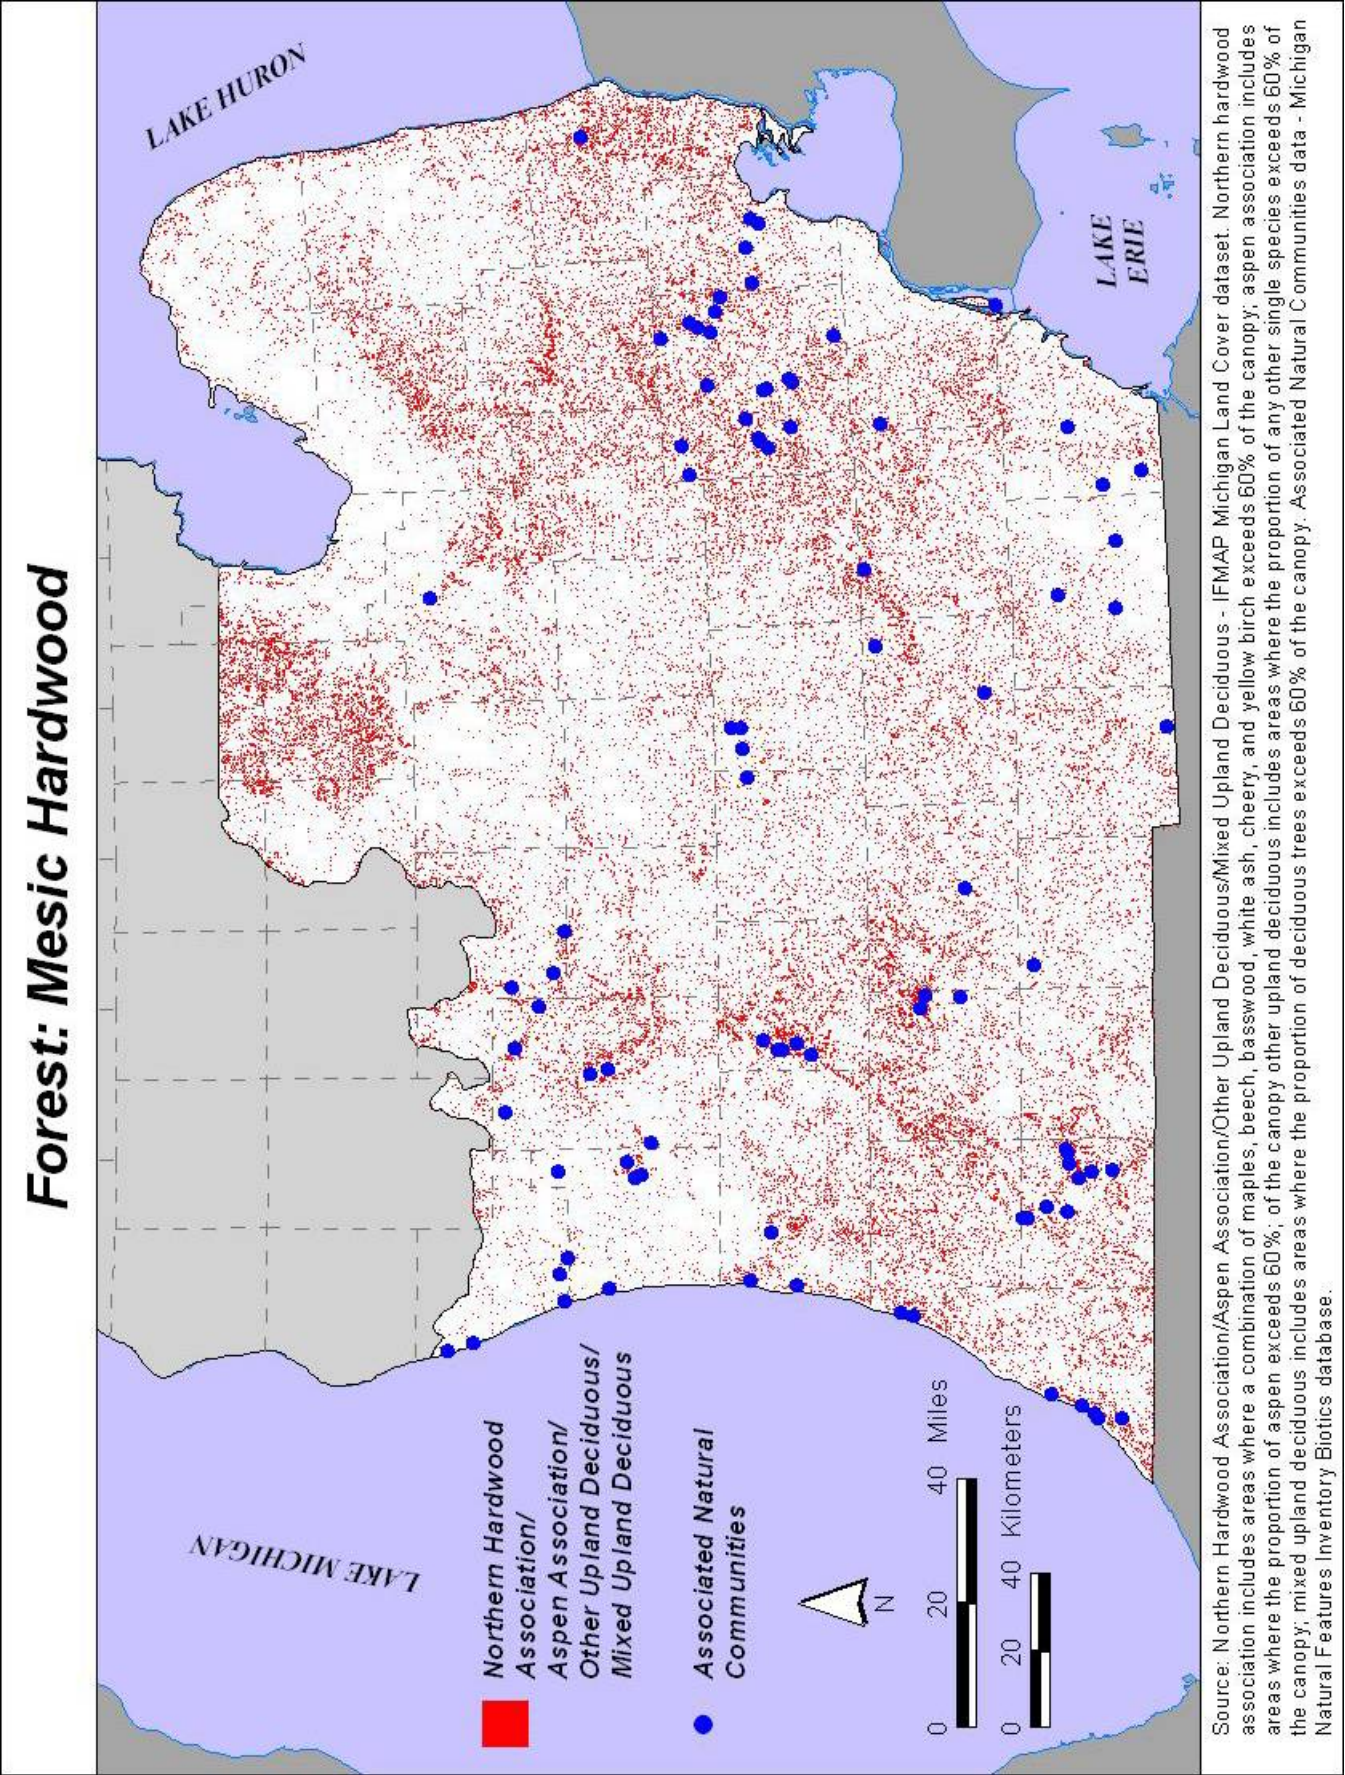 Forest: Mesic Hardwood
LAKE HURON
LAKE
ERIE
LAKE MICHIGAN
Northern Hardwood
Association/
Aspen Association/
Other Upland Deciduous/
Mixed Upland Deciduous
Associated Natural
Communities
N
0 20 40 Miles
0 20 40 Kilometers
Source: Northern Hardwood Association/Aspen Association/Other Upland Deciduous/Mixed Upland Deciduous - IFMAP Michigan Land Cover dataset. Northern hardwood
association includes areas where a combination of maples, beech, basswood, white ash, cheery, and yellow birch exceeds 60% of the canopy; aspen association includes
areas where the proportion of aspen exceeds 60%; of the canopy other upland deciduous includes areas where the proportion of any other single species exceeds 60% of
the canopy; mixed upland deciduous includes areas where the proportion of deciduous trees exceeds 60% of the canopy. Associated Natural Communities data - Michigan
Natural Features Inventory Biotics database.